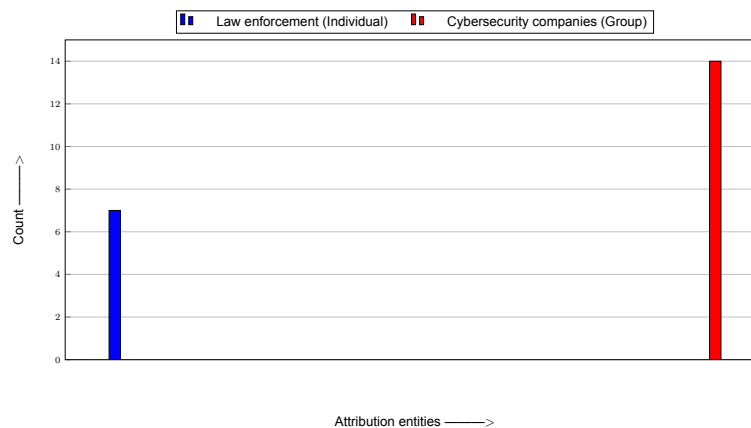 Law enforcement (Individual) Cybersecurity companies (Group)
14
12
10
8
6
4
2
0
Count ———>
Attribution entities ———>